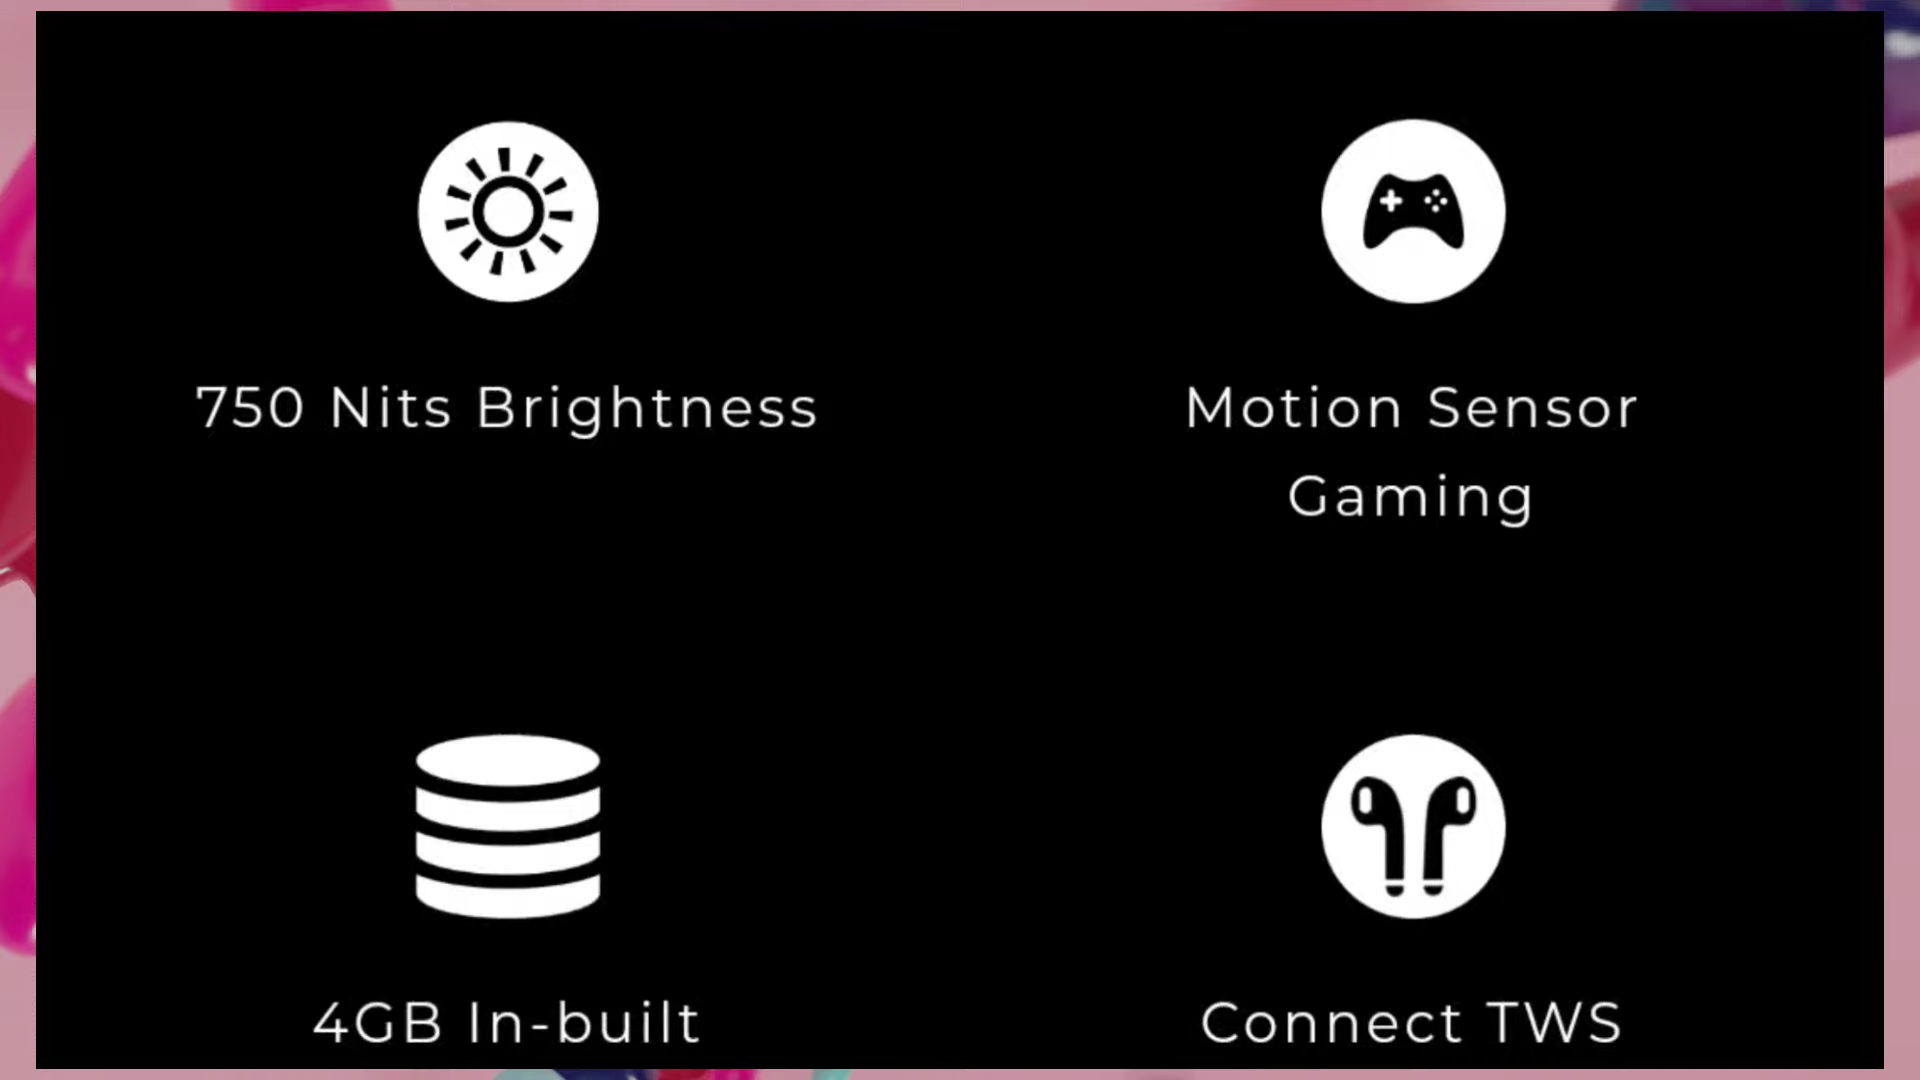 750 Nits Brightness
Motion Sensor
Gaming
4GB In-built
Connect TWS